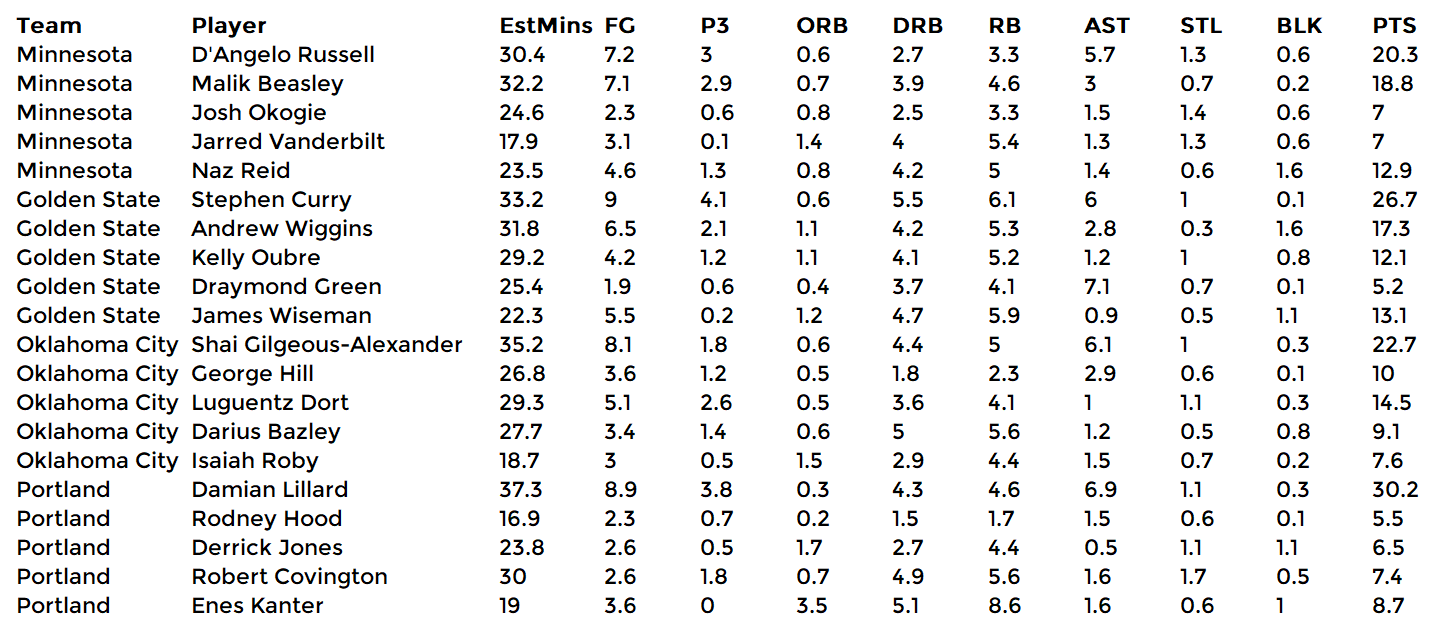 Team Player EstMins FG P3 ORB DRB RB AST STL BLK PTS
Minnesota D'Angelo Russell 30.4 7.2 3 0.6 2.7 3.3 5.7 1.3 0.6 20.3
Minnesota Malik Beasley 32.2 7.1 2.9 0.7 3.9 4.6 3 0.7 0.2 18.8
Minnesota Josh Okogie 24.6 2.3 0.6 0.8 2.5 3.3 1.5 1.4 0.6 7
Minnesota Jarred Vanderbilt 17.9 3.1 0.1 1.4 4 5.4 1.3 1.3 0.6 7
Minnesota Naz Reid 23.5 4.6 1.3 0.8 4.2 5 1.4 0.6 1.6 12.9
Golden State Stephen Curry 33.2 9 4.1 0.6 5.5 6.1 6 1 0.1 26.7
Golden State Andrew Wiggins 31.8 6.5 2.1 1.1 4.2 5.3 2.8 0.3 1.6 17.3
Golden State Kelly Oubre 29.2 4.2 1.2 1.1 4.1 5.2 1.2 1 0.8 12.1
Golden State Draymond Green 25.4 1.9 0.6 0.4 3.7 4.1 7.1 0.7 0.1 5.2
Golden State James Wiseman 22.3 5.5 0.2 1.2 4.7 5.9 0.9 0.5 1.1 13.1
Oklahoma City Shai Gilgeous-Alexander 35.2 8.1 1.8 0.6 4.4 5 6.1 1 0.3 22.7
Oklahoma City George Hill 26.8 3.6 1.2 0.5 1.8 2.3 2.9 0.6 0.1 10
Oklahoma City Luguentz Dort 29.3 5.1 2.6 0.5 3.6 4.1 1 1.1 0.3 14.5
Oklahoma City Darius Bazley 27.7 3.4 1.4 0.6 5 5.6 1.2 0.5 0.8 9.1
Oklahoma City Isaiah Roby 18.7 3 0.5 1.5 2.9 4.4 1.5 0.7 0.2 7.6
Portland Damian Lillard 37.3 8.9 3.8 0.3 4.3 4.6 6.9 1.1 0.3 30.2
Portland Rodney Hood 16.9 2.3 0.7 0.2 1.5 1.7 1.5 0.6 0.1 5.5
Portland Derrick Jones 23.8 2.6 0.5 1.7 2.7 4.4 0.5 1.1 1.1 6.5
Portland Robert Covington 30 2.6 1.8 0.7 4.9 5.6 1.6 1.7 0.5 7.4
Portland Enes Kanter 19 3.6 0 3.5 5.1 8.6 1.6 0.6 1 8.7